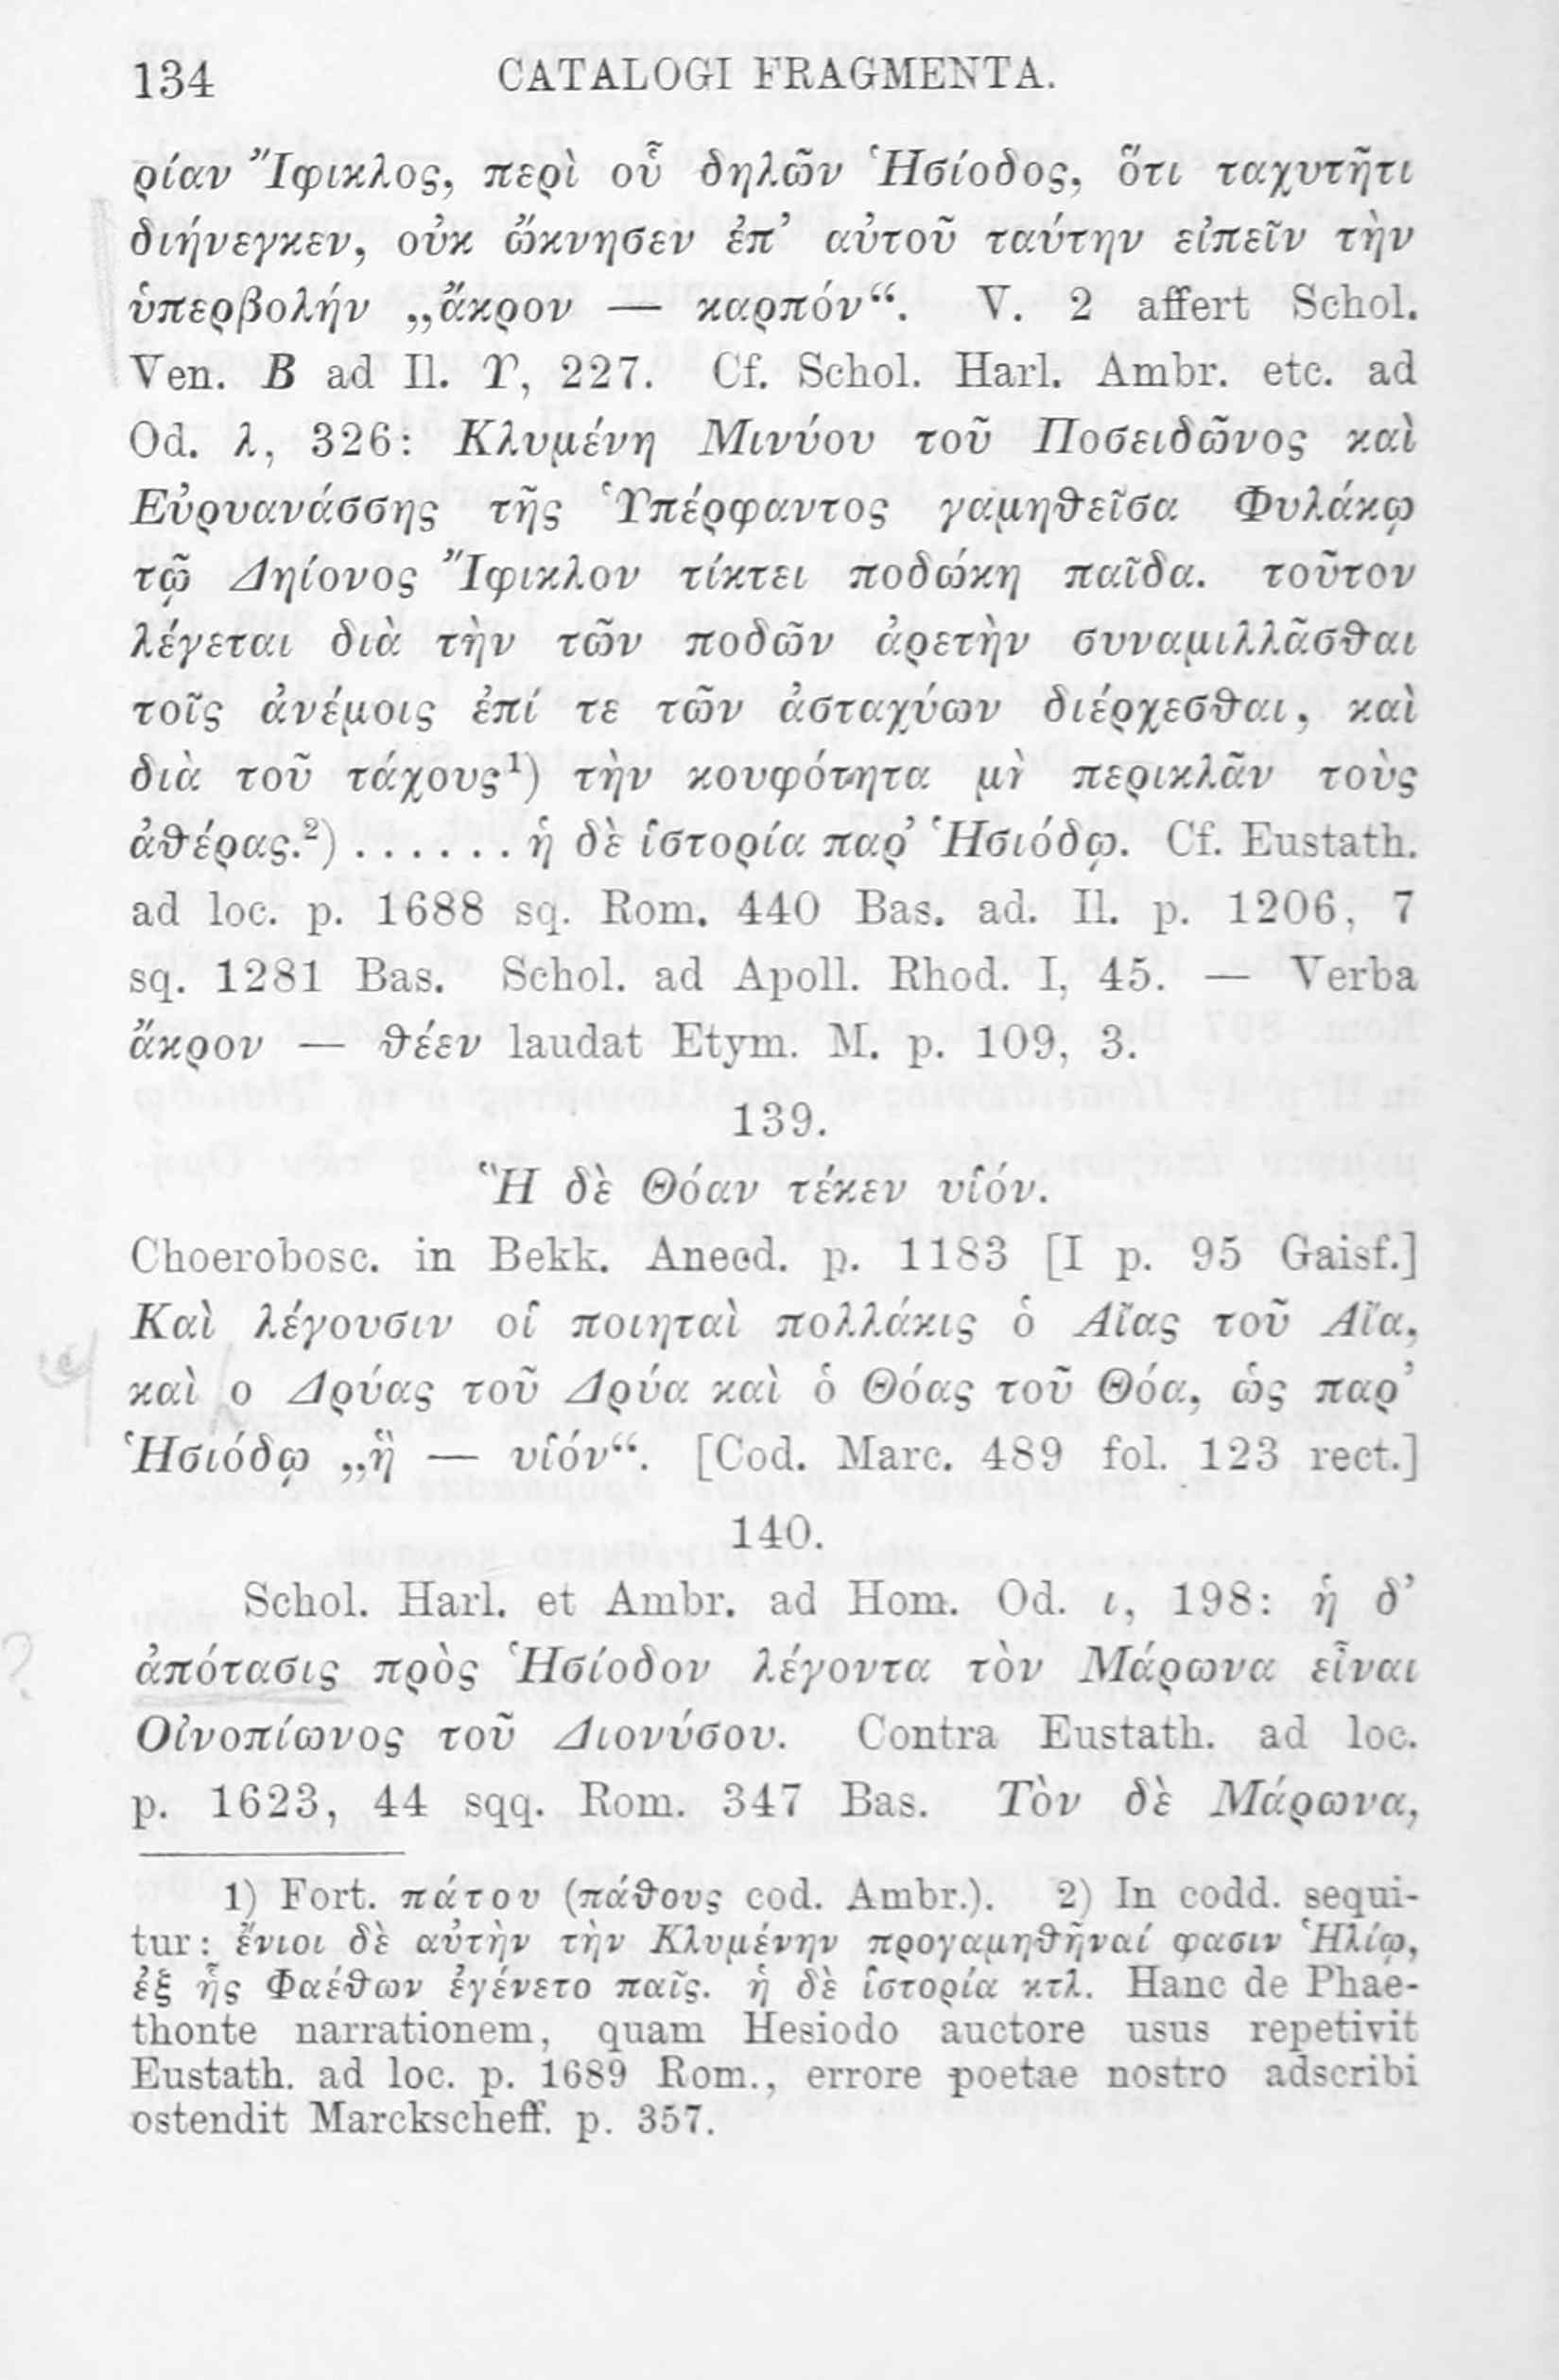 134 CATALOGI FRAGMENTA.
ρίαν Ἴφικλος, περὶ οὗ δηλῶν Ἡσίοδος, ὅτι ταχυτῆτι
διήνεγκεν, οὐκ ὤκνησεν ἐπ’ αὐτοῦ ταύτην εἰπεῖν τὴν
ὑπερβολήν „ἄκρον — καρπόν“. V. 2 affert Schol.
Ven. B ad Il. Υ, 227. Cf. Schol. Harl. Ambr. etc. ad
Od. λ, 326: Κλυμένη Μινύου τοῦ Ποσειδῶνος καὶ
Εὐρυανάσσης τῆς Ὑπέρφαντος γαμηθεῖσα Φυλάκῳ
τῷ Δηίονος Ἴφικλον τίκτει ποδώκη παῖδα. τοῦτον
λέγεται διὰ τὴν τῶν ποδῶν ἀρετὴν συναμιλλᾶσθαι
τοῖς ἀνέμοις ἐπί τε τῶν ἀσταχύων διέρχεσθαι, καὶ
διὰ τοῦ τάχους¹) τὴν κουφότητα μὴ περικλᾶν τοὺς
ἀθέρας.²) . . . . . . ἡ δὲ ἱστορία παρ’ Ἡσιόδῳ. Cf. Eustath.
ad loc. p. 1688 sq. Rom. 440 Bas. ad. Il. p. 1206, 7
sq. 1281 Bas. Schol. ad Apoll. Rhod. I, 45. — Verba
ἄκρον — θέεν laudat Etym. M. p. 109, 3.
139.
Ἣ δὲ Θόαν τέκεν υἱόν.
Choerobosc. in Bekk. Anecd. p. 1183 [I p. 95 Gaisf.]
Καὶ λέγουσιν οἱ ποιηταὶ πολλάκις ὁ Αἴας τοῦ Αἴα,
καὶ ο Δρύας τοῦ Δρύα καὶ ὁ Θόας τοῦ Θόα, ὡς παρ’
Ἡσιόδῳ „ἣ — υἱόν“. [Cod. Marc. 489 fol. 123 rect.]
140.
Schol. Harl. et Ambr. ad Hom. Od. ι, 198: ἡ δ’
ἀπότασις πρὸς Ἡσίοδον λέγοντα τὸν Μάρωνα εἶναι
Οἰνοπίωνος τοῦ Διονύσου. Contra Eustath. ad loc.
p. 1623, 44 sqq. Rom. 347 Bas. Τὸν δὲ Μάρωνα,
1) Fort. πάτου (πάθους cod. Ambr.). 2) In codd. sequi-
tur: ἔνιοι δὲ αὐτὴν τὴν Κλυμένην προγαμηθῆναί φασιν Ἡλίῳ,
ἐξ ἧς Φαέθων ἐγένετο παῖς. ἡ δὲ ἱστορία κτλ. Hanc de Phae-
thonte narrationem, quam Hesiodo auctore usus repetivit
Eustath. ad loc. p. 1689 Rom., errore poetae nostro adscribi
ostendit Marckscheff. p. 357.